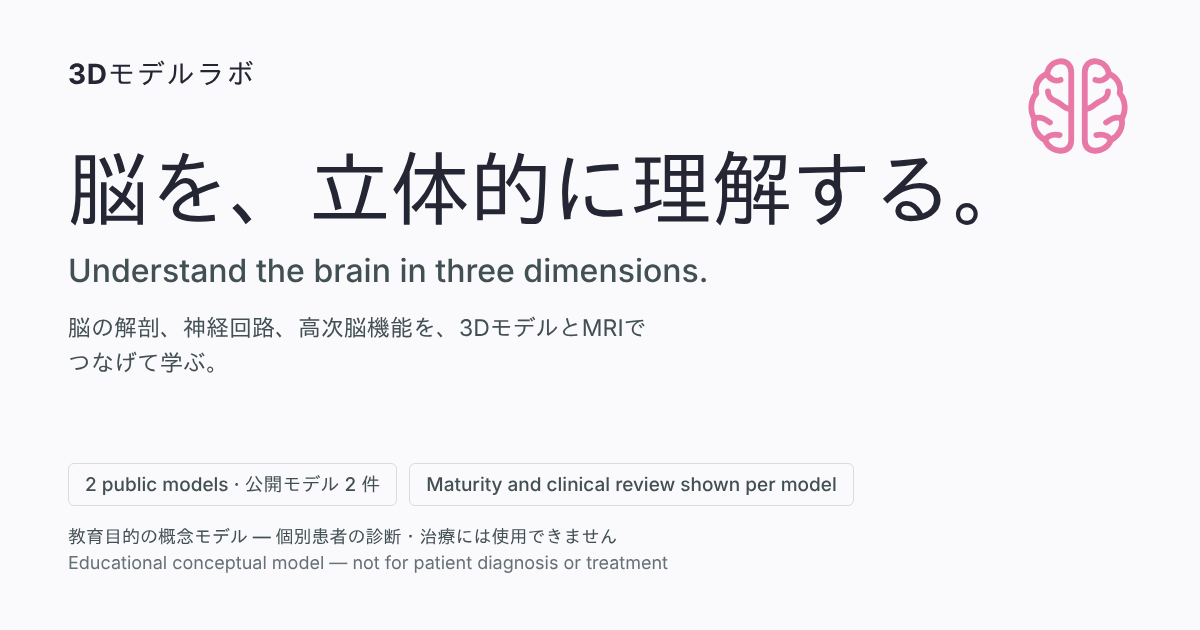 3Dモデルラボ
脳を、立体的に理解する。
Understand the brain in three dimensions.
脳の解剖、神経回路、高次脳機能を、3DモデルとMRIで
つなげて学ぶ。
2 public models · 公開モデル 2 件
Maturity and clinical review shown per model
教育目的の概念モデル — 個別患者の診断・治療には使用できません
Educational conceptual model — not for patient diagnosis or treatment